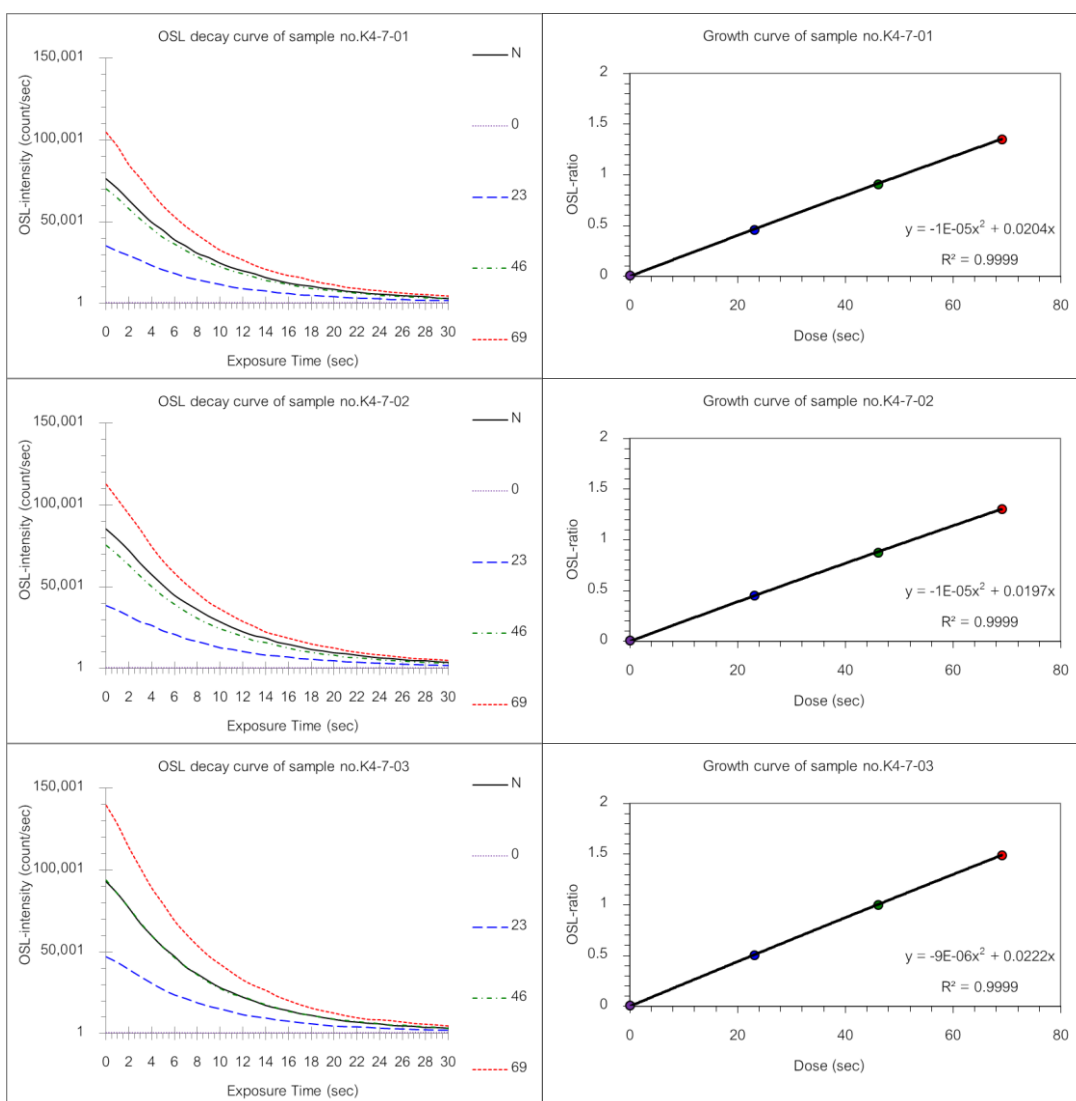 OSL decay curve of sample no.K4-7-01
OSL-intensity (count/sec)
150,001
100,001
50,001
1
0 2 4 6 8 10 12 14 16 18 20 22 24 26 28 30
Exposure Time (sec)
N
0
23
46
69
Growth curve of sample no.K4-7-01
OSL-ratio
2
1.5
1
0.5
0
y = -1E-05x² + 0.0204x
R² = 0.9999
0 20 40 60 80
Dose (sec)
OSL decay curve of sample no.K4-7-02
OSL-intensity (count/sec)
150,001
100,001
50,001
1
0 2 4 6 8 10 12 14 16 18 20 22 24 26 28 30
Exposure Time (sec)
N
0
23
46
69
Growth curve of sample no.K4-7-02
OSL-ratio
2
1.5
1
0.5
0
y = -1E-05x² + 0.0197x
R² = 0.9999
0 20 40 60 80
Dose (sec)
OSL decay curve of sample no.K4-7-03
OSL-intensity (count/sec)
150,001
100,001
50,001
1
0 2 4 6 8 10 12 14 16 18 20 22 24 26 28 30
Exposure Time (sec)
N
0
23
46
69
Growth curve of sample no.K4-7-03
OSL-ratio
2
1.5
1
0.5
0
y = -9E-06x² + 0.0222x
R² = 0.9999
0 20 40 60 80
Dose (sec)